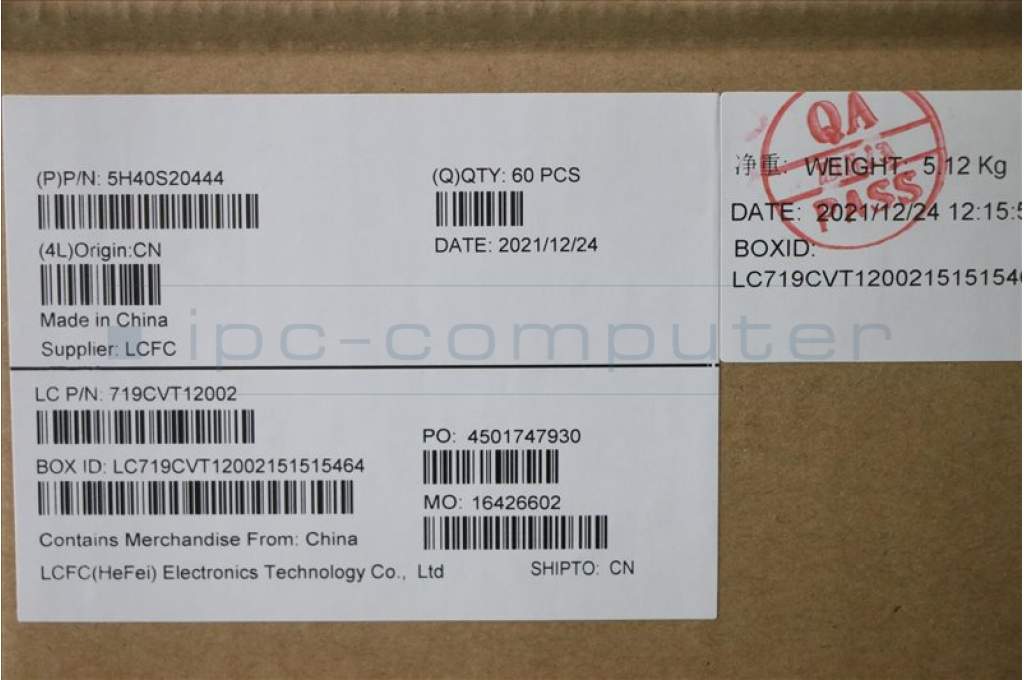 (P)P/N: 5H40S20444
(Q)QTY: 60 PCS
(4L)Origin:CN
DATE: 2021/12/24
Made in China
Supplier: LCFC
LC P/N: 719CVT12002
PO: 4501747930
BOX ID: LC719CVT12002151515464
MO: 16426602
Contains Merchandise From: China
LCFC(HeFei) Electronics Technology Co., Ltd
SHIPTO: CN
QA
PASS
净重: WEIGHT: 5.12 Kg
DATE: 2021/12/24 12:15:5
BOXID:
LC719CVT1200215151546
ipc-computer